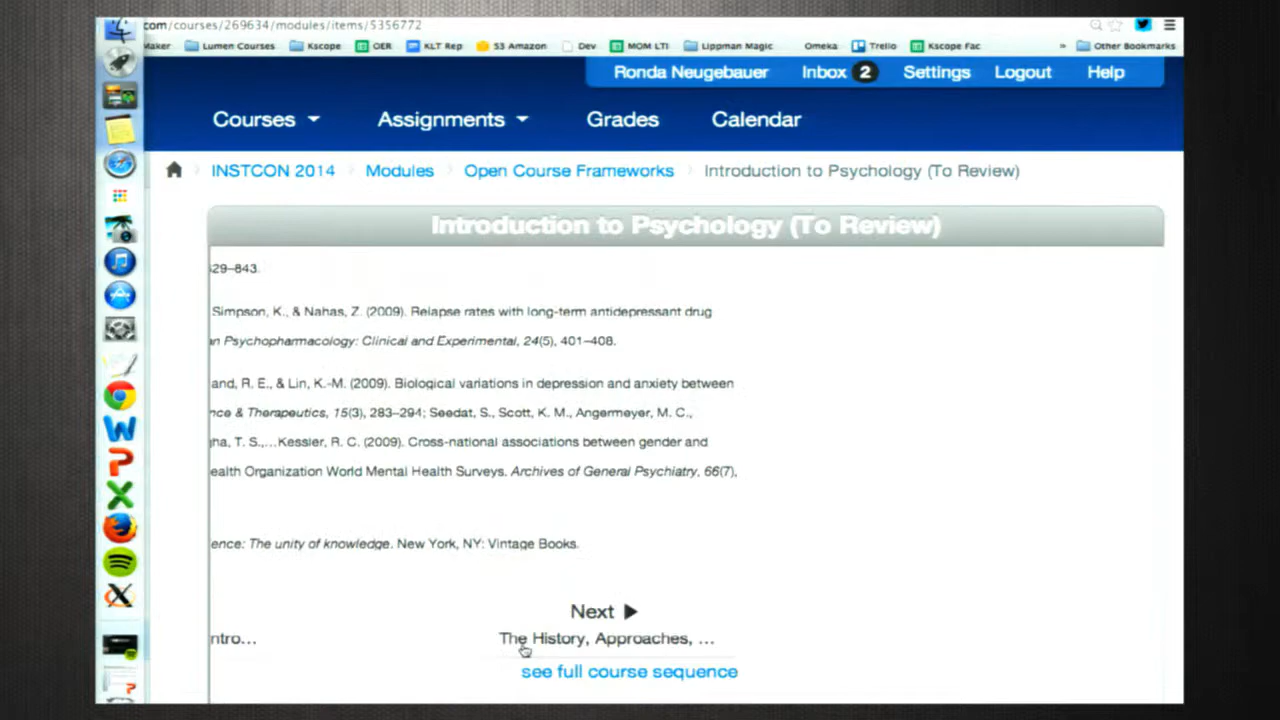 com/courses/269634/modules/items/5356772
Maker Lumen Courses Kscope OER KLT Rep S3 Amazon Dev MOM LTI Lippman Magic Omeka Trello Kscope Fac » Other Bookmarks
Ronda Neugebauer Inbox 2 Settings Logout Help
Courses Assignments Grades Calendar
INSTCON 2014 Modules Open Course Frameworks Introduction to Psychology (To Review)
Introduction to Psychology (To Review)
829–843.
Simpson, K., & Nahas, Z. (2009). Relapse rates with long-term antidepressant drug
an Psychopharmacology: Clinical and Experimental, 24(5), 401–408.
and, R. E., & Lin, K.-M. (2009). Biological variations in depression and anxiety between
nce & Therapeutics, 15(3), 283–294; Seedat, S., Scott, K. M., Angermeyer, M. C.,
gha, T. S.,…Kessler, R. C. (2009). Cross-national associations between gender and
ealth Organization World Mental Health Surveys. Archives of General Psychiatry, 66(7),
ence: The unity of knowledge. New York, NY: Vintage Books.
Next
ntro... The History, Approaches, ...
see full course sequence